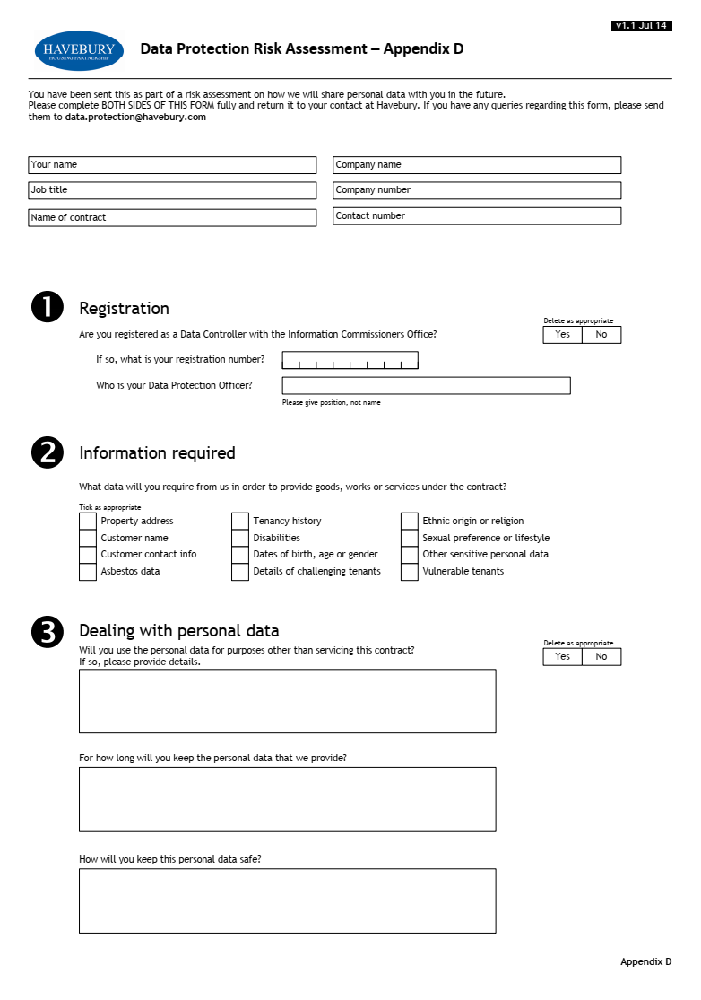 v1.1 Jul 14
HAVEBURY
HOUSING PARTNERSHIP
Data Protection Risk Assessment – Appendix D
You have been sent this as part of a risk assessment on how we will share personal data with you in the future.
Please complete BOTH SIDES OF THIS FORM fully and return it to your contact at Havebury. If you have any queries regarding this form, please send
them to data.protection@havebury.com
Your name
Company name
Job title
Company number
Name of contract
Contact number
1 Registration
Delete as appropriate
Are you registered as a Data Controller with the Information Commissioners Office?
Yes No
If so, what is your registration number?
Who is your Data Protection Officer?
Please give position, not name
2 Information required
What data will you require from us in order to provide goods, works or services under the contract?
Tick as appropriate
Property address Tenancy history Ethnic origin or religion
Customer name Disabilities Sexual preference or lifestyle
Customer contact info Dates of birth, age or gender Other sensitive personal data
Asbestos data Details of challenging tenants Vulnerable tenants
3 Dealing with personal data
Delete as appropriate
Will you use the personal data for purposes other than servicing this contract?
Yes No
If so, please provide details.
For how long will you keep the personal data that we provide?
How will you keep this personal data safe?
Appendix D